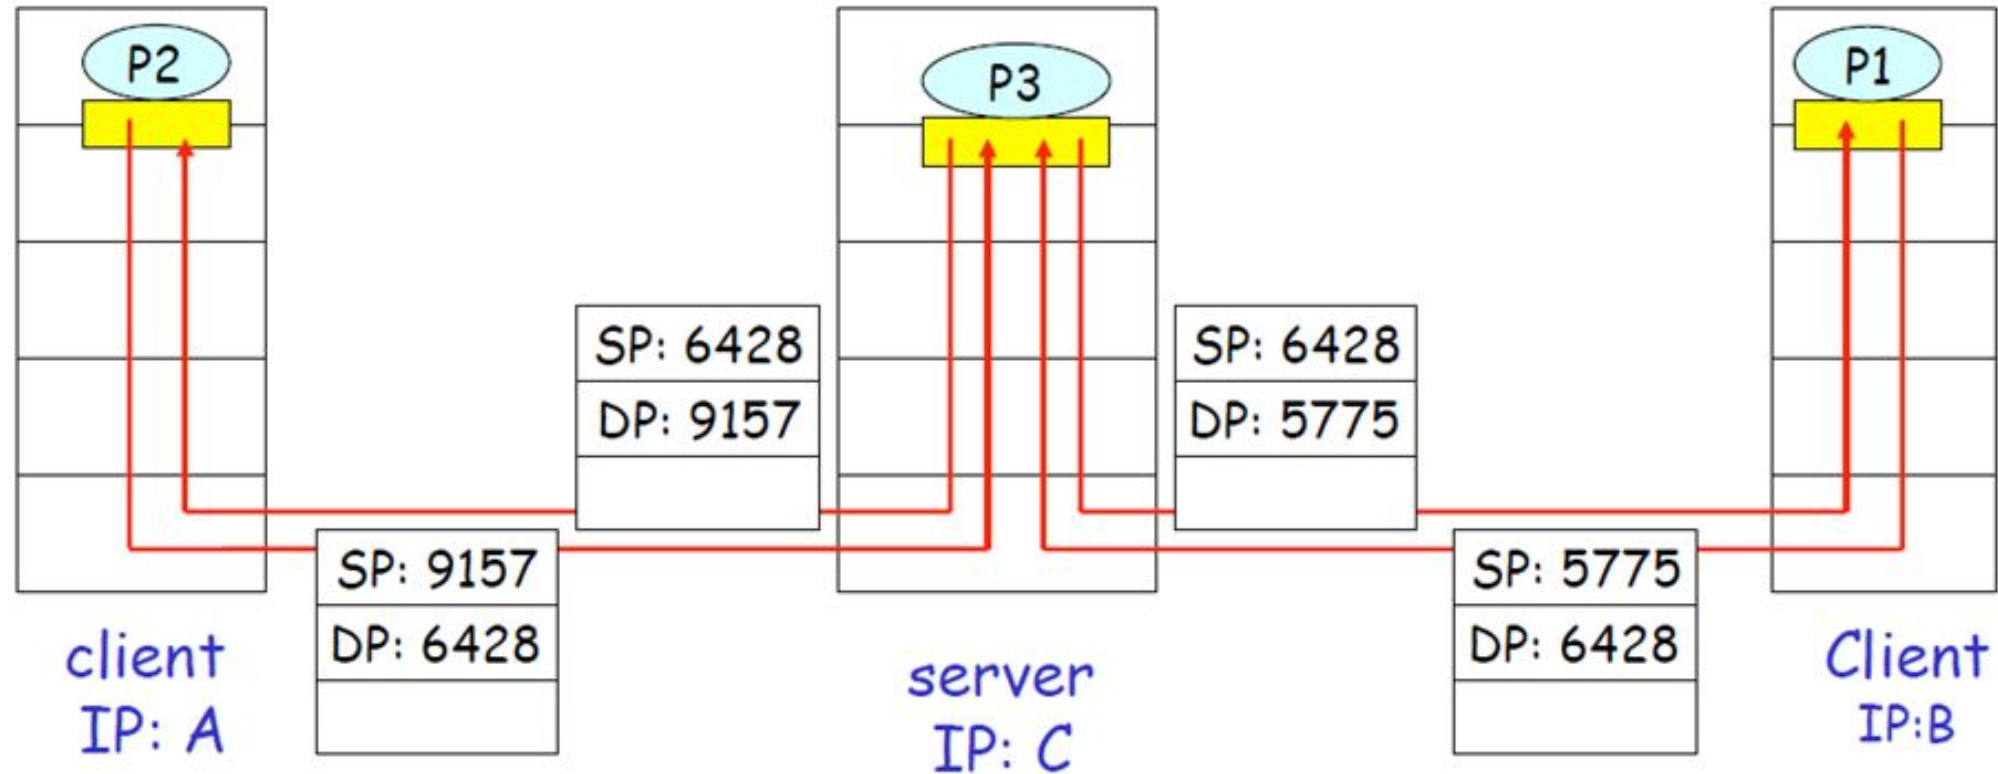 P2
P3
P1
SP: 6428
DP: 9157
SP: 6428
DP: 5775
SP: 9157
DP: 6428
SP: 5775
DP: 6428
client
IP: A
server
IP: C
Client
IP:B